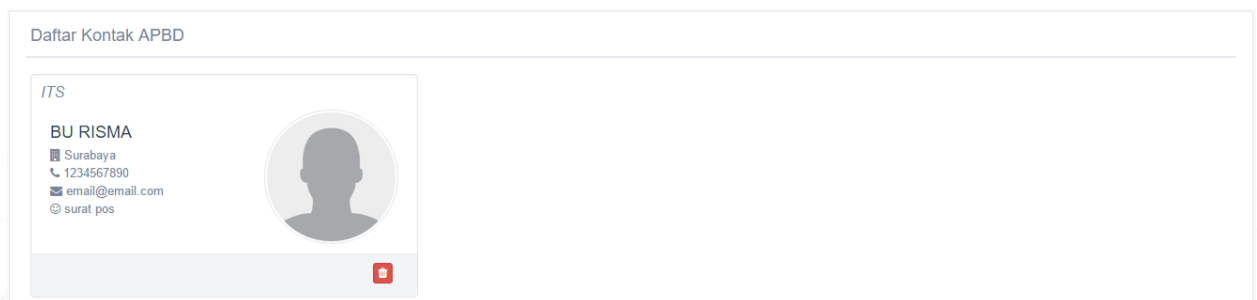 Daftar Kontak APBD
ITS
BU RISMA
Surabaya
1234567890
email@email.com
surat pos